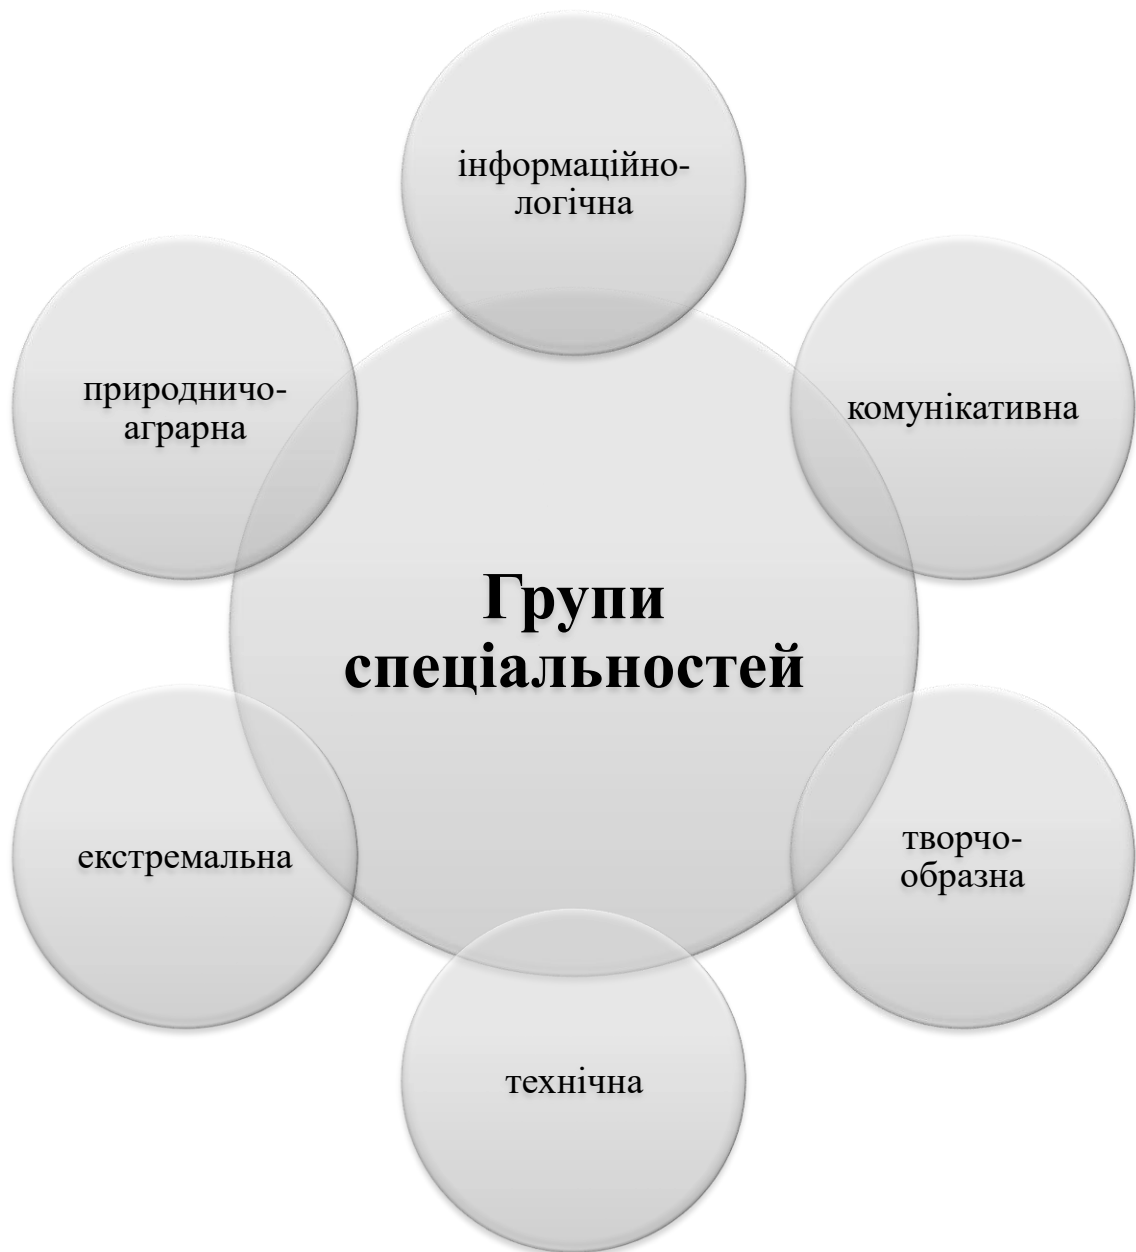 інформаційно-
логічна
природничо-
аграрна
комунікативна
Групи
спеціальностей
екстремальна
творчо-
образна
технічна